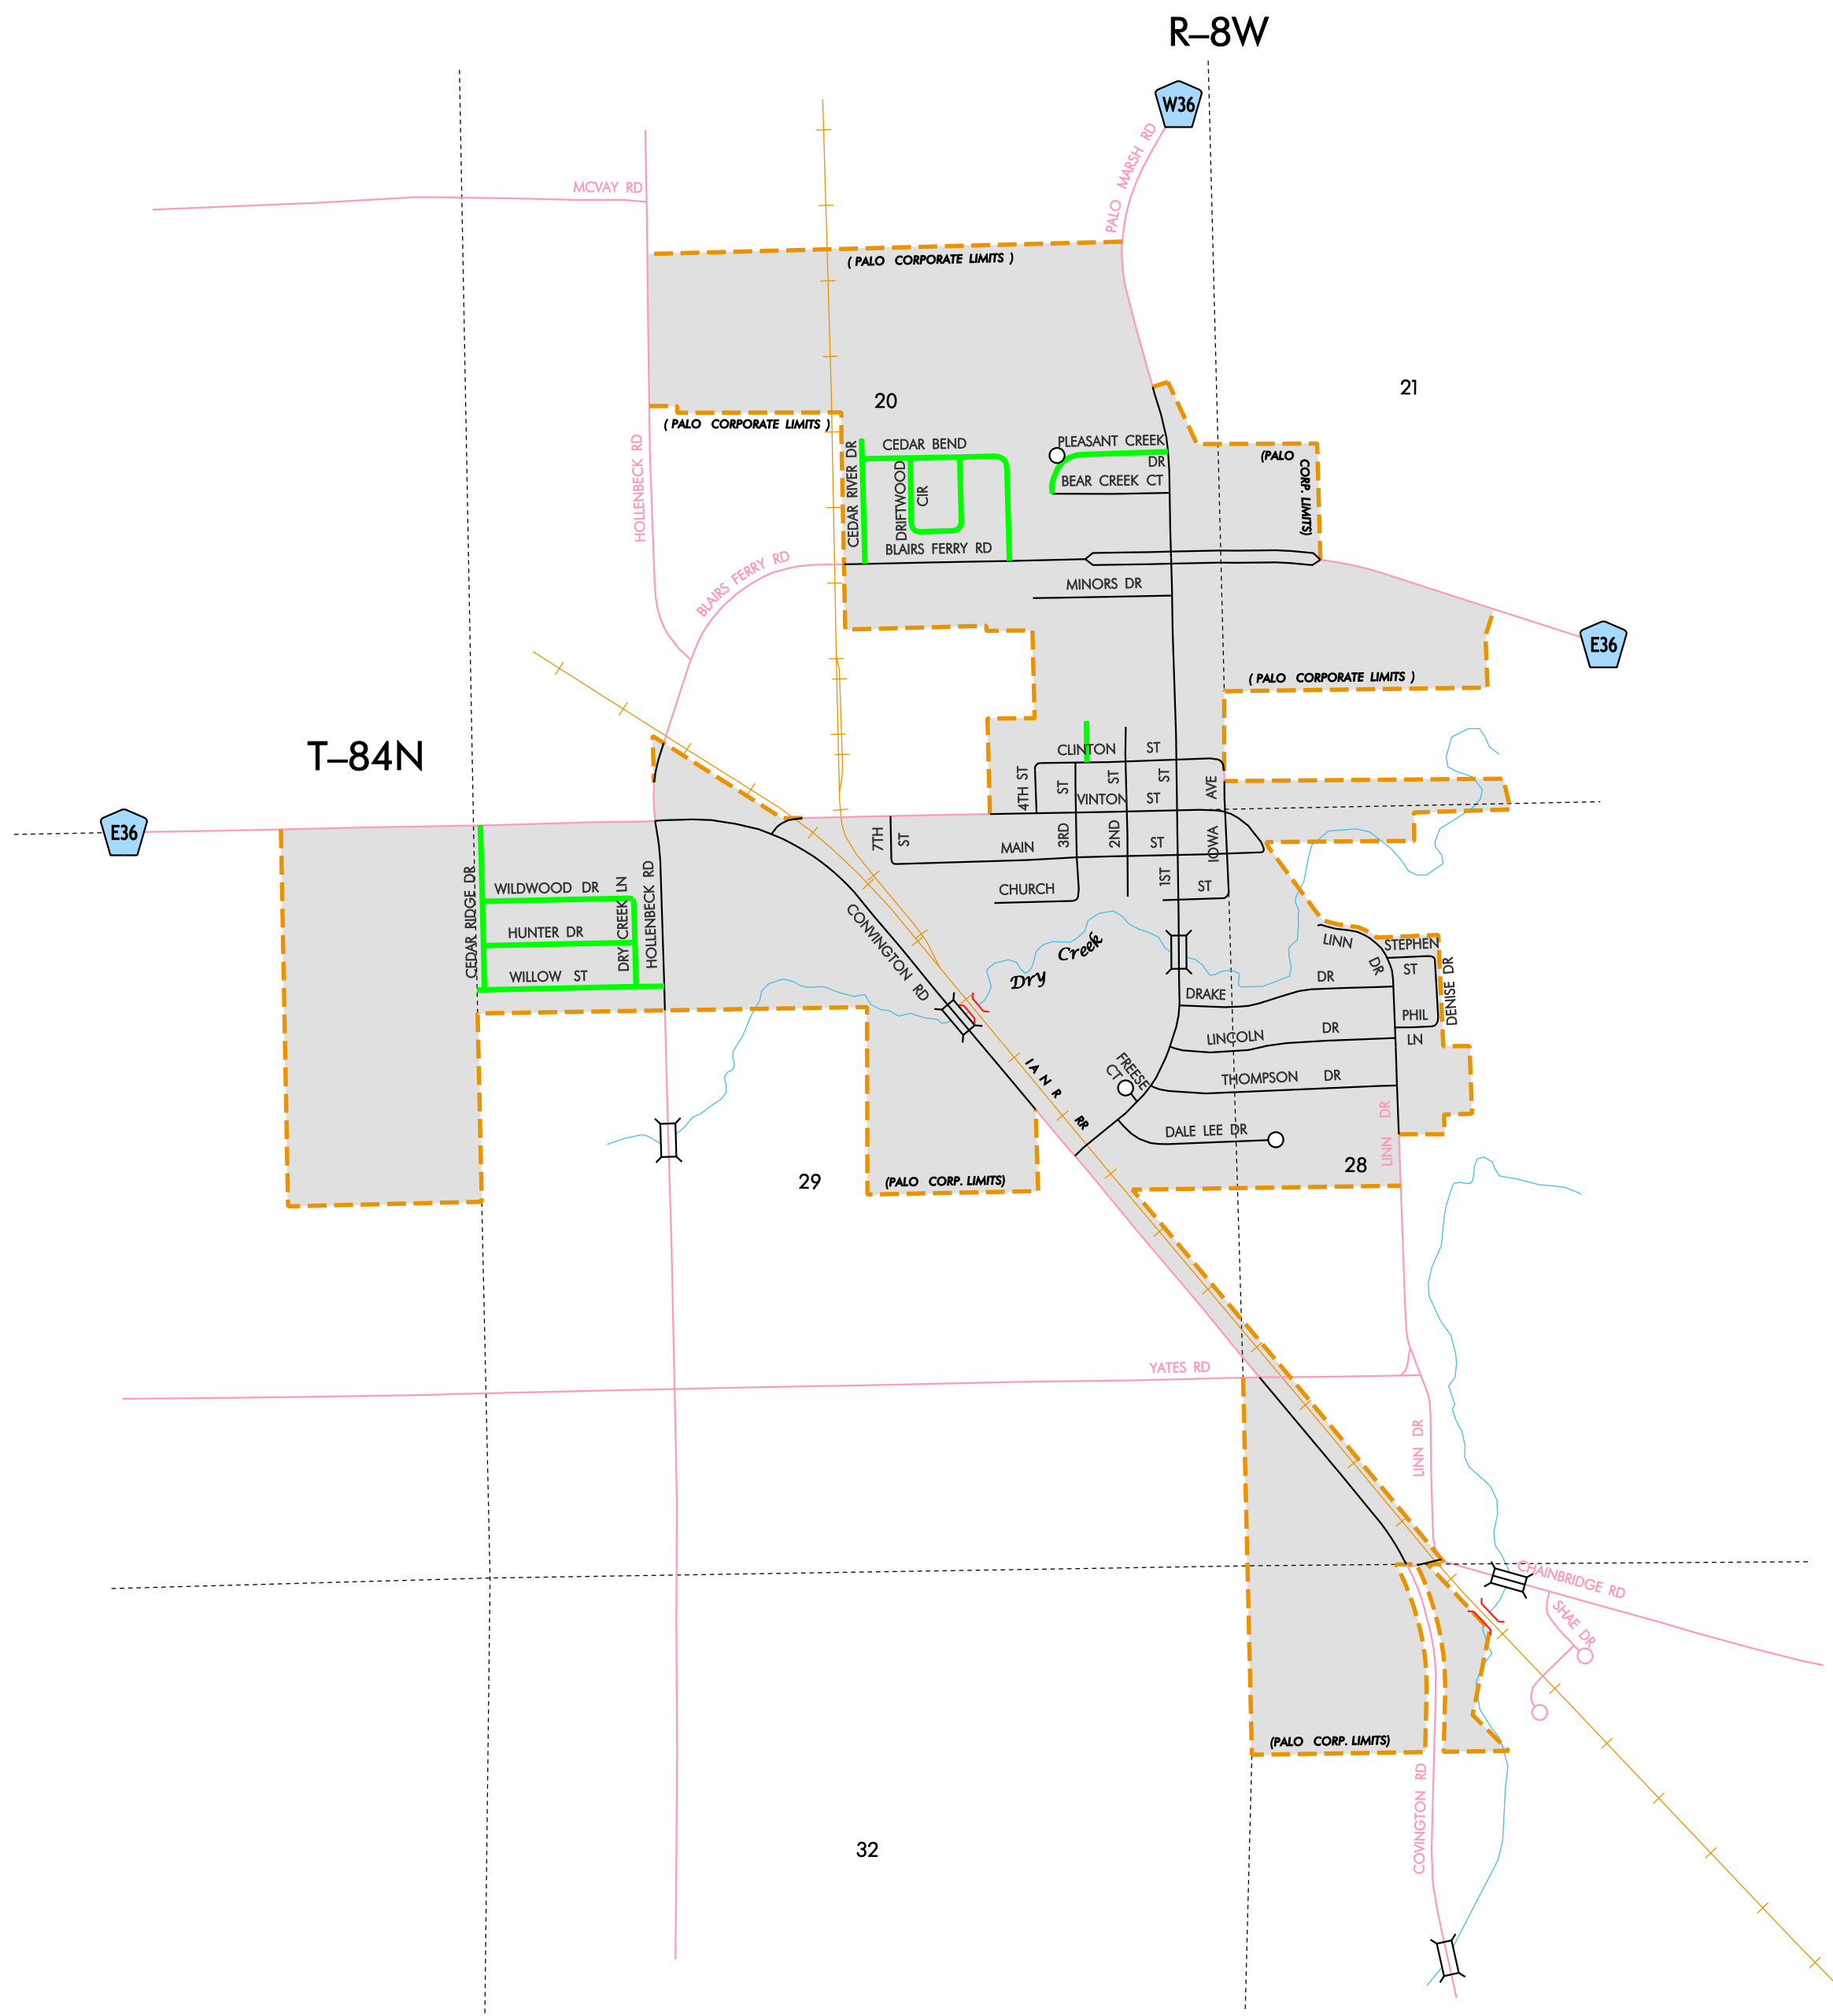 R–8W
W36
PALO MARSH RD
MCVAY RD
( PALO CORPORATE LIMITS )
21
20
( PALO CORPORATE LIMITS )
HOLLENBECK RD
CEDAR RIVER DR
CEDAR BEND
DRIFTWOOD
CIR
PLEASANT CREEK
DR
BEAR CREEK CT
(PALO
CORP. LIMITS)
BLAIRS FERRY RD
BLAIRS FERRY RD
MINORS DR
E36
( PALO CORPORATE LIMITS )
T–84N
CLINTON ST
4TH ST
ST
ST
ST
AVE
VINTON ST
E36
7TH
ST
MAIN ST
3RD
2ND
IOWA
1ST
CHURCH ST
CEDAR RIDGE DR
WILDWOOD DR
HUNTER DR
WILLOW ST
DRY CREEK LN
HOLLENBECK RD
CONVINGTON RD
Dry Creek
LINN
DR
STEPHEN
ST
DENISE DR
DRAKE DR
PHIL
LN
LINCOLN DR
FREESE
CT
THOMPSON DR
IANR RR
DALE LEE DR
LINN DR
28
29
(PALO CORP. LIMITS)
YATES RD
LINN DR
CHAINBRIDGE RD
SHAE DR
(PALO CORP. LIMITS)
COVINGTON RD
32